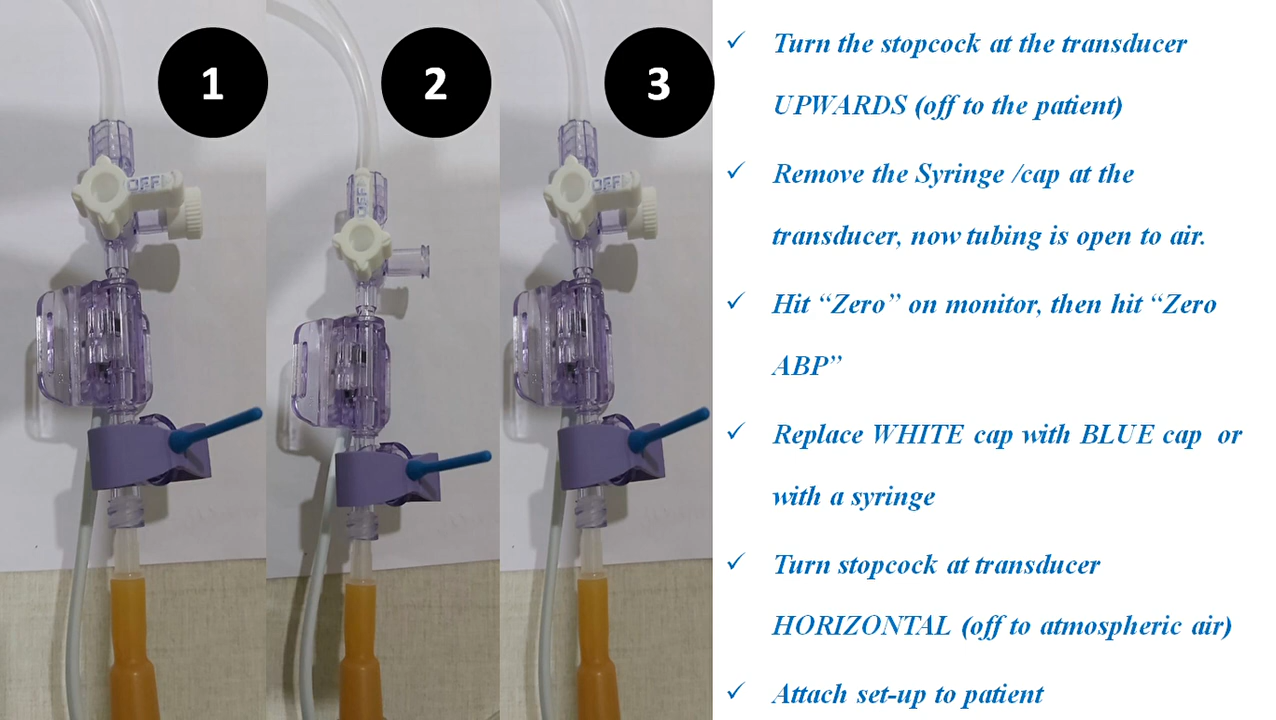 1
2
3
OFF
OFF
OFF
✓ Turn the stopcock at the transducer
UPWARDS (off to the patient)
✓ Remove the Syringe /cap at the
transducer, now tubing is open to air.
✓ Hit “Zero” on monitor, then hit “Zero
ABP”
✓ Replace WHITE cap with BLUE cap or
with a syringe
✓ Turn stopcock at transducer
HORIZONTAL (off to atmospheric air)
✓ Attach set-up to patient